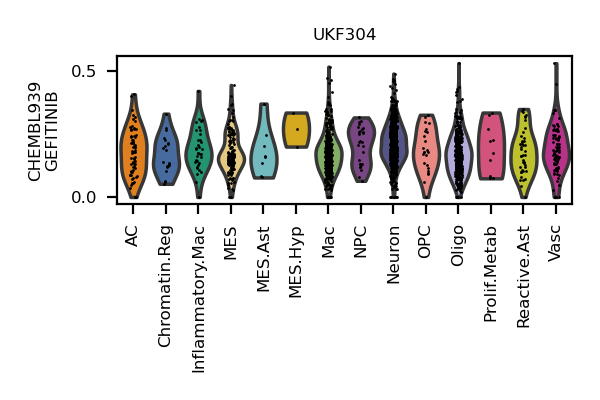 UKF304
CHEMBL939
GEFITINIB
0.5
0.0
AC
Chromatin.Reg
Inflammatory.Mac
MES
MES.Ast
MES.Hyp
Mac
NPC
Neuron
OPC
Oligo
Prolif.Metab
Reactive.Ast
Vasc